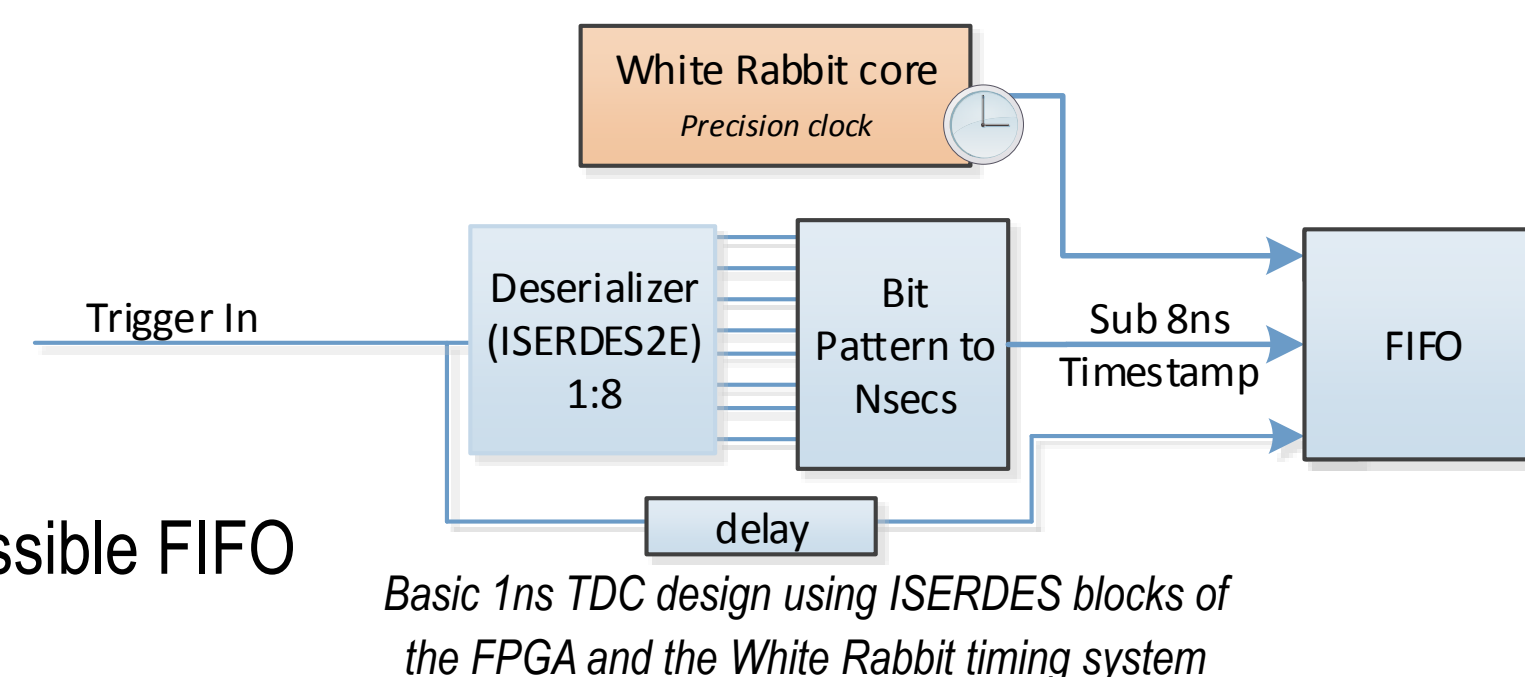 White Rabbit core
Precision clock
Trigger In
Deserializer
(ISERDES2E)
1:8
Bit
Pattern to
Nsecs
Sub 8ns
Timestamp
FIFO
delay
FIFO
Basic 1ns TDC design using ISERDES blocks of
the FPGA and the White Rabbit timing system